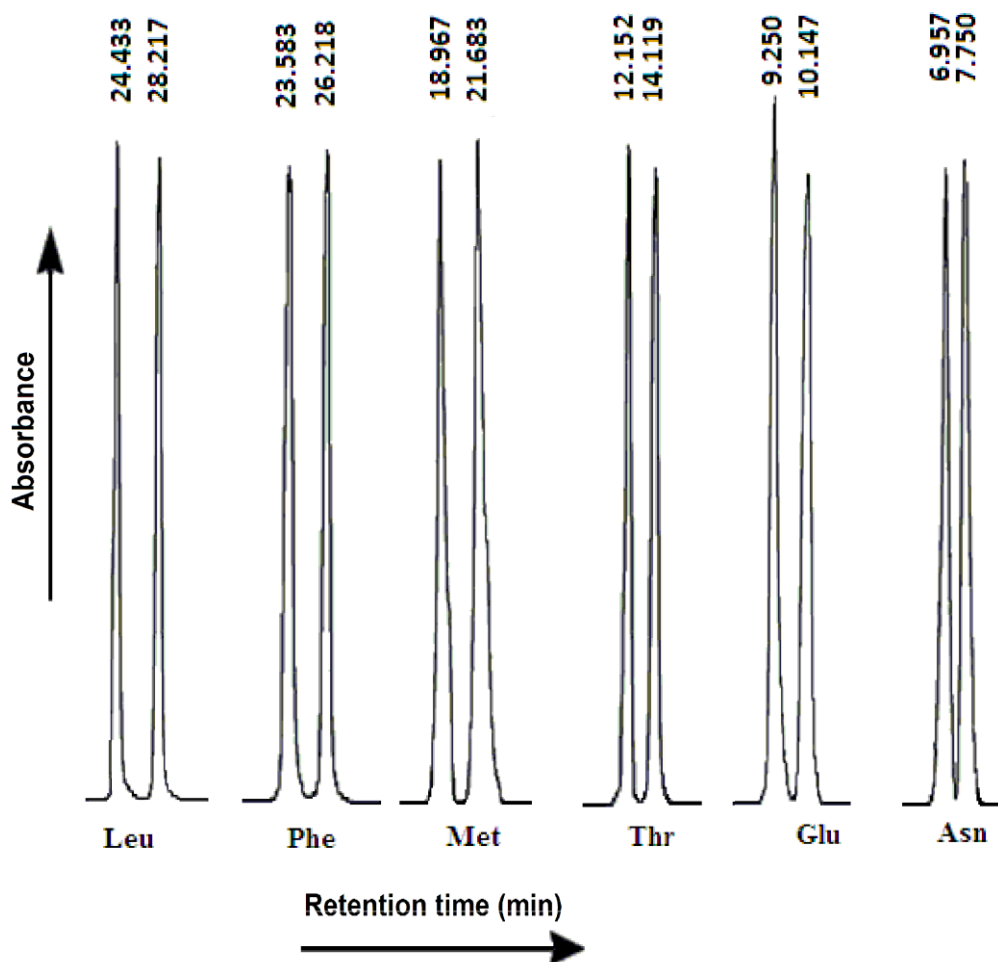 24.433
28.217
23.583
26.218
18.967
21.683
12.152
14.119
9.250
10.147
6.957
7.750
Absorbance
Leu
Phe
Met
Thr
Glu
Asn
Retention time (min)